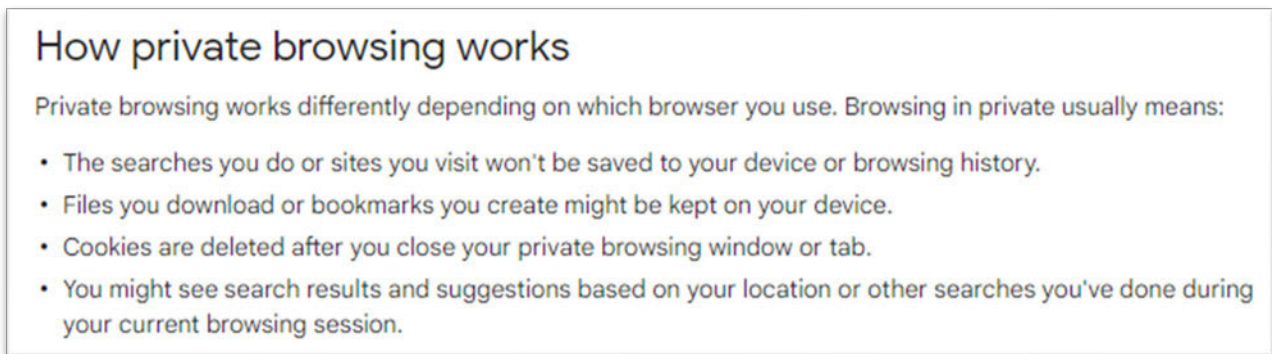 How private browsing works
Private browsing works differently depending on which browser you use. Browsing in private usually means:
• The searches you do or sites you visit won't be saved to your device or browsing history.
• Files you download or bookmarks you create might be kept on your device.
• Cookies are deleted after you close your private browsing window or tab.
• You might see search results and suggestions based on your location or other searches you've done during
your current browsing session.